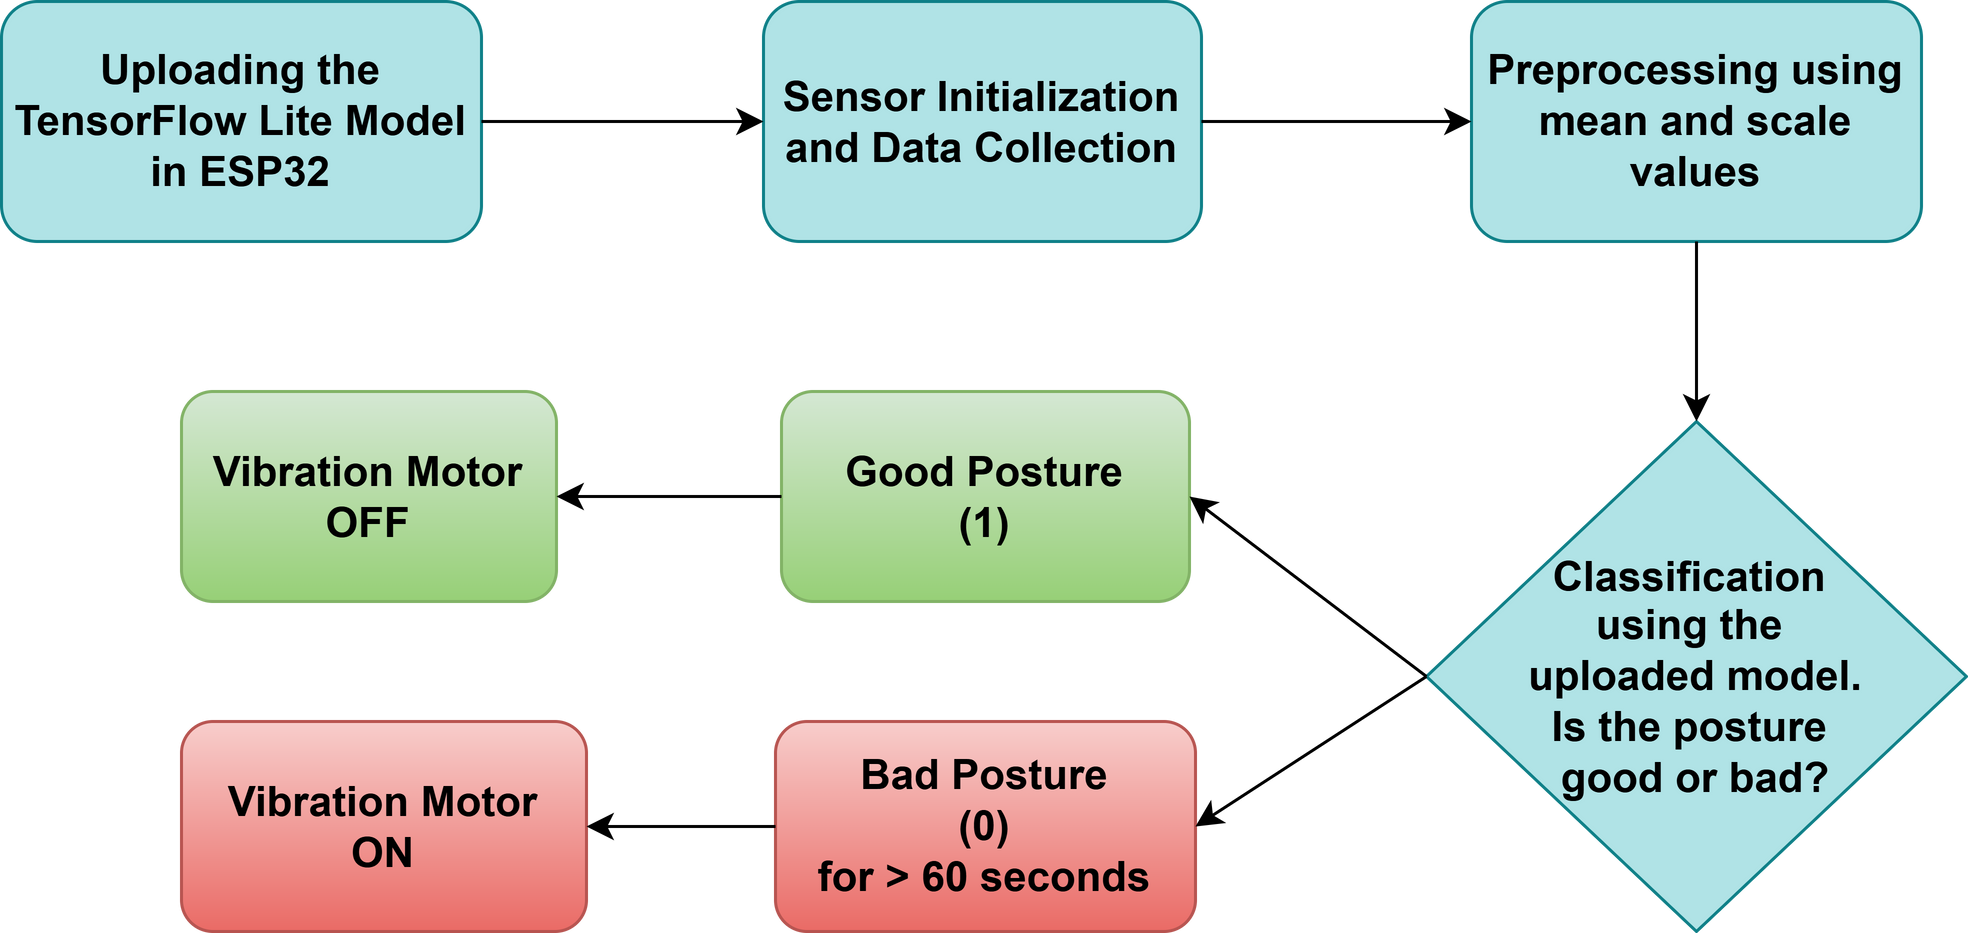 Uploading the
TensorFlow Lite Model
in ESP32
Sensor Initialization
and Data Collection
Preprocessing using
mean and scale
values
Vibration Motor
OFF
Good Posture
(1)
Classification
using the
uploaded model.
Is the posture
good or bad?
Vibration Motor
ON
Bad Posture
(0)
for > 60 seconds